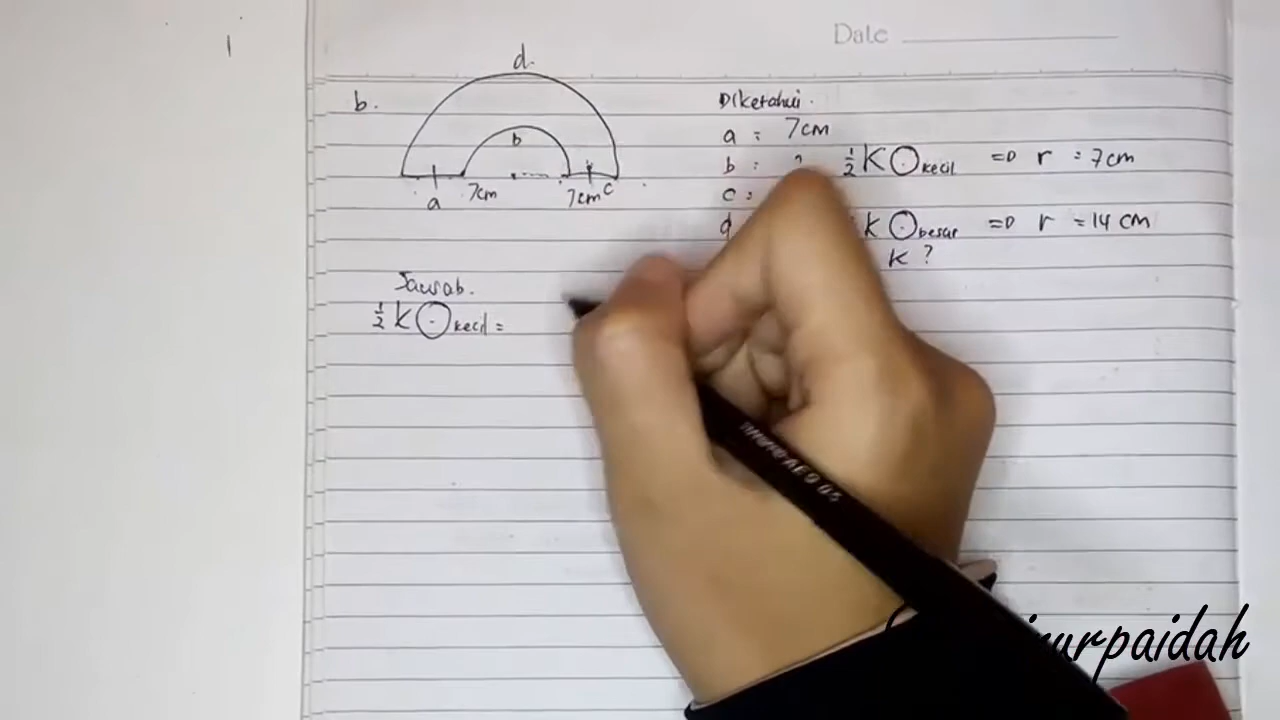 Date
d.
b.
b
7cm
7cm c
a
Diketahui.
a : 7cm
b : ? ½ K kecil => r = 7cm
c :
d K besar => r = 14 cm
K ?
Jawab.
½ K kecil =